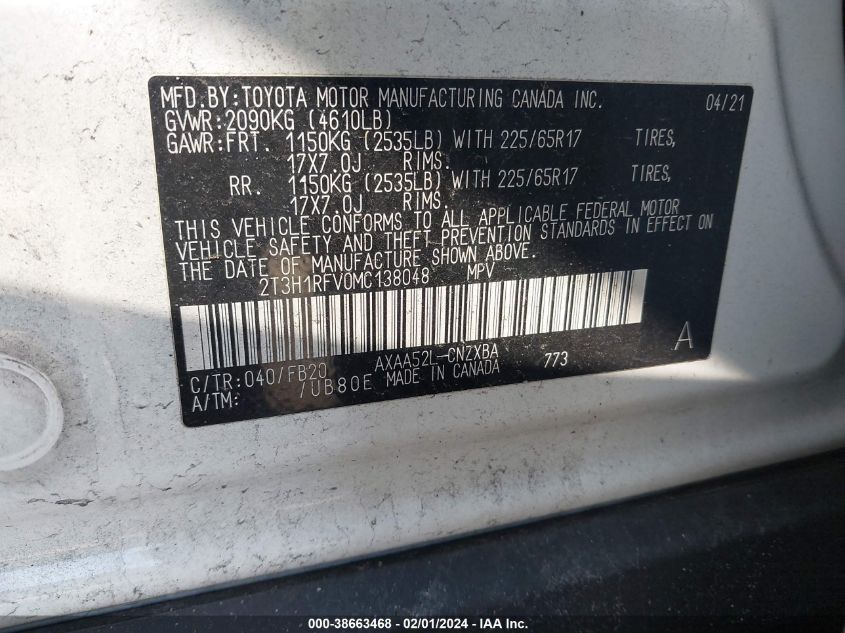 MFD.BY:TOYOTA MOTOR MANUFACTURING CANADA INC. 04/21
GVWR:2090KG (4610LB)
GAWR:FRT. 1150KG (2535LB) WITH 225/65R17 TIRES,
17X7.0J RIMS.
RR. 1150KG (2535LB) WITH 225/65R17 TIRES,
17X7.0J RIMS.
THIS VEHICLE CONFORMS TO ALL APPLICABLE FEDERAL MOTOR
VEHICLE SAFETY AND THEFT PREVENTION STANDARDS IN EFFECT ON
THE DATE OF MANUFACTURE SHOWN ABOVE.
2T3H1RFV0MC138048 MPV
C/TR:040/FB20 AXAA52L-CNZXBA 773 A
A/TM: /UB80E MADE IN CANADA
000-38663468 - 02/01/2024 - IMPACT AUTO AUCTIONS, INC.